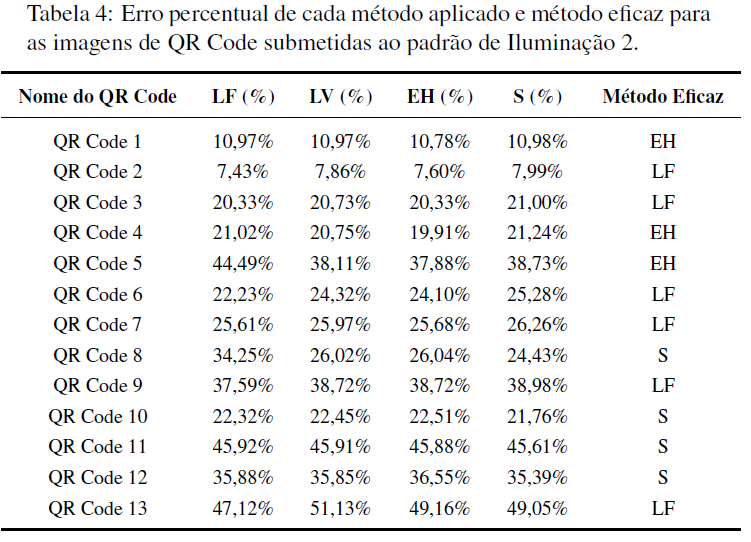 Tabela 4: Erro percentual de cada método aplicado e método eficaz para
as imagens de QR Code submetidas ao padrão de Iluminação 2.
Nome do QR Code LF (%) LV (%) EH (%) S (%) Método Eficaz
QR Code 1 10,97% 10,97% 10,78% 10,98% EH
QR Code 2 7,43% 7,86% 7,60% 7,99% LF
QR Code 3 20,33% 20,73% 20,33% 21,00% LF
QR Code 4 21,02% 20,75% 19,91% 21,24% EH
QR Code 5 44,49% 38,11% 37,88% 38,73% EH
QR Code 6 22,23% 24,32% 24,10% 25,28% LF
QR Code 7 25,61% 25,97% 25,68% 26,26% LF
QR Code 8 34,25% 26,02% 26,04% 24,43% S
QR Code 9 37,59% 38,72% 38,72% 38,98% LF
QR Code 10 22,32% 22,45% 22,51% 21,76% S
QR Code 11 45,92% 45,91% 45,88% 45,61% S
QR Code 12 35,88% 35,85% 36,55% 35,39% S
QR Code 13 47,12% 51,13% 49,16% 49,05% LF